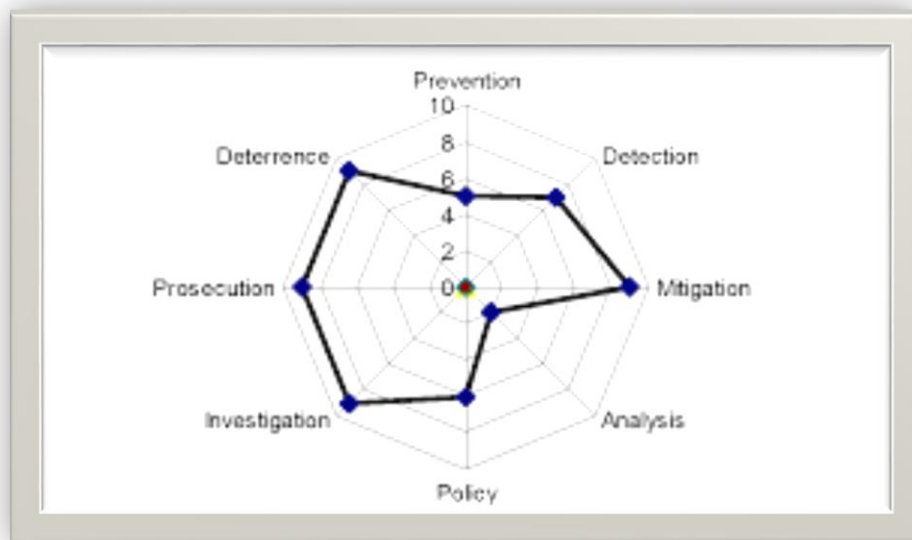 Prevention
10
Deterrence
Detection
8
6
4
2
Prosecution
0
Mitigation
Investigation
Analysis
Policy